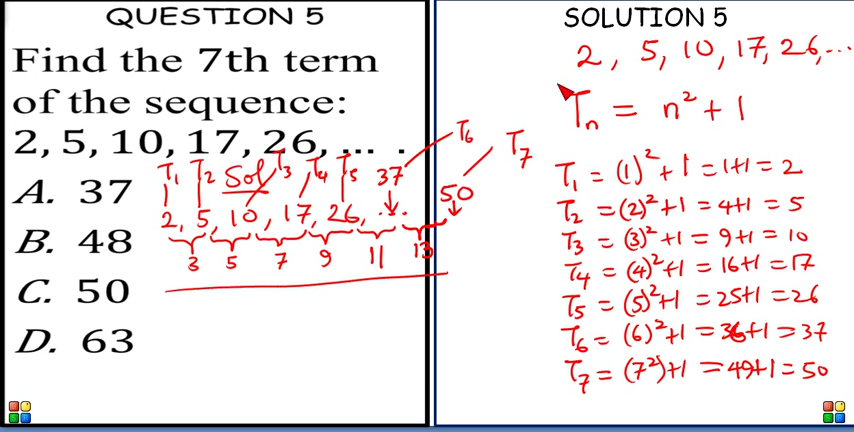 QUESTION 5
Find the 7th term
of the sequence:
2, 5, 10, 17, 26, ... .
A. 37
B. 48
C. 50
D. 63
T₁ T₂ Sol T₃ T₄ T₅ 37 T₆ T₇
50
2, 5, 10, 17, 26, ...
3 5 7 9 11 13
SOLUTION 5
2, 5, 10, 17, 26, ...
Tₙ = n² + 1
T₁ = (1)² + 1 = 1+1 = 2
T₂ = (2)² + 1 = 4+1 = 5
T₃ = (3)² + 1 = 9+1 = 10
T₄ = (4)² + 1 = 16+1 = 17
T₅ = (5)² + 1 = 25+1 = 26
T₆ = (6)² + 1 = 36+1 = 37
T₇ = (7²) + 1 = 49+1 = 50